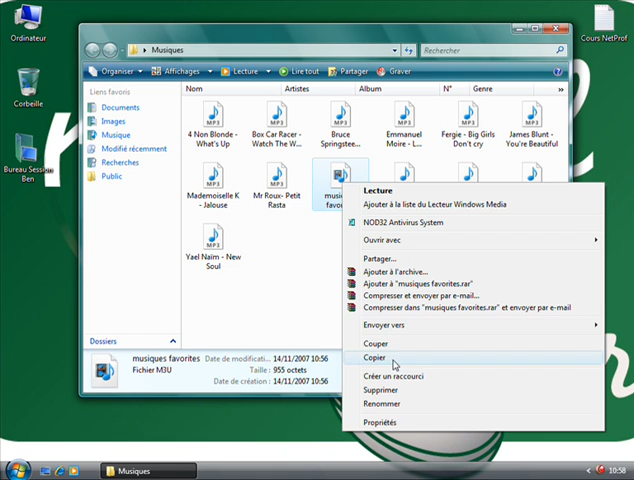 Ordinateur
Corbeille
Bureau Session
Ben
Cours NetProf
Musiques
Rechercher
Organiser
Affichages
Lecture
Lire tout
Partager
Graver
Liens favoris
Documents
Images
Musique
Modifié récemment
Recherches
Public
Dossiers
Nom
Artistes
Album
N°
Genre
»
4 Non Blonde -
What's Up
Box Car Racer -
Watch The W...
Bruce
Springstee...
Emmanuel
Moire - L...
Fergie - Big Girls
Don't cry
James Blunt -
You're Beautiful
Mademoiselle K
- Jalouse
Mr Roux- Petit
Rasta
Yael Naïm - New
Soul
Lecture
Ajouter à la liste du Lecteur Windows Media
NOD32 Antivirus System
Ouvrir avec
Partager...
Ajouter à l'archive...
Ajouter à "musiques favorites.rar"
Compresser et envoyer par e-mail...
Compresser dans "musiques favorites.rar" et envoyer par e-mail
Envoyer vers
Couper
Copier
Créer un raccourci
Supprimer
Renommer
Propriétés
musiques favorites
Fichier M3U
Date de modificati... 14/11/2007 10:56
Taille : 955 octets
Date de création : 14/11/2007 10:56
Musiques
10:58